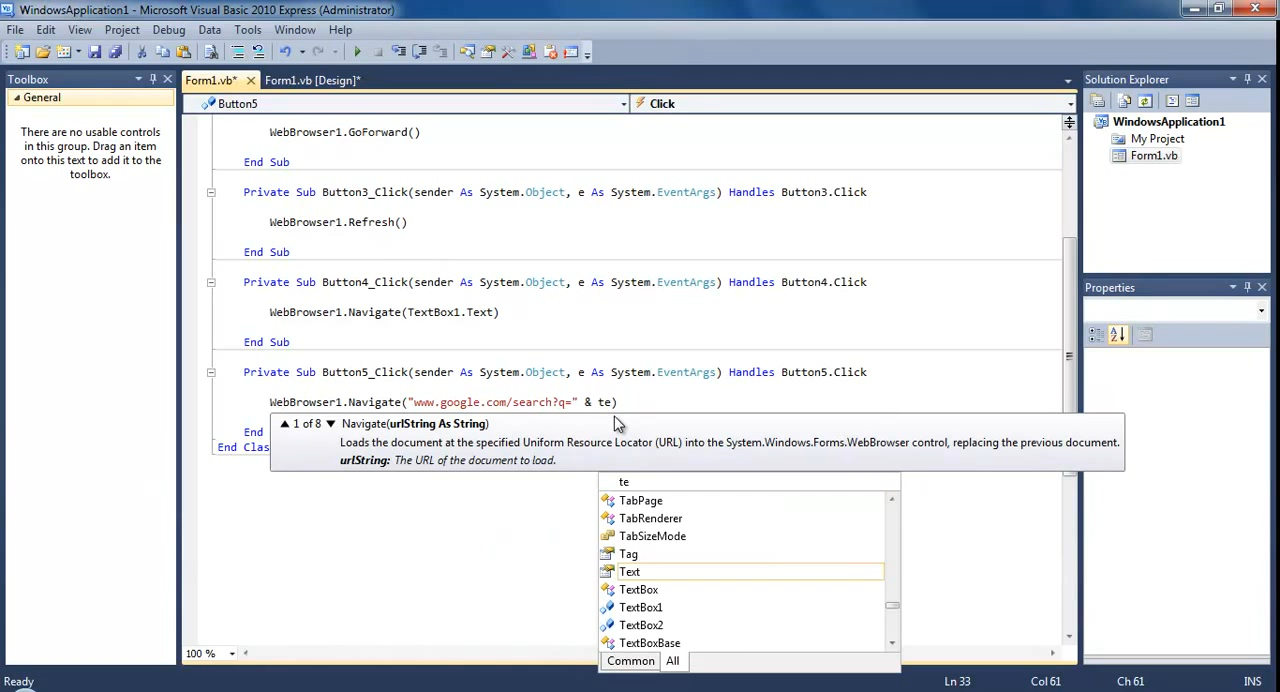 WindowsApplication1 - Microsoft Visual Basic 2010 Express (Administrator)
File Edit View Project Debug Data Tools Window Help
Toolbox
General
There are no usable controls
in this group. Drag an item
onto this text to add it to the
toolbox.
Form1.vb*
Form1.vb [Design]*
Button5
Click
WebBrowser1.GoForward()
End Sub
Private Sub Button3_Click(sender As System.Object, e As System.EventArgs) Handles Button3.Click
WebBrowser1.Refresh()
End Sub
Private Sub Button4_Click(sender As System.Object, e As System.EventArgs) Handles Button4.Click
WebBrowser1.Navigate(TextBox1.Text)
End Sub
Private Sub Button5_Click(sender As System.Object, e As System.EventArgs) Handles Button5.Click
WebBrowser1.Navigate("www.google.com/search?q=" & te)
End
End Clas
1 of 8 Navigate(urlString As String)
Loads the document at the specified Uniform Resource Locator (URL) into the System.Windows.Forms.WebBrowser control, replacing the previous document.
urlString: The URL of the document to load.
te
TabPage
TabRenderer
TabSizeMode
Tag
Text
TextBox
TextBox1
TextBox2
TextBoxBase
Common All
100 %
Solution Explorer
WindowsApplication1
My Project
Form1.vb
Properties
Ready
Ln 33
Col 61
Ch 61
INS